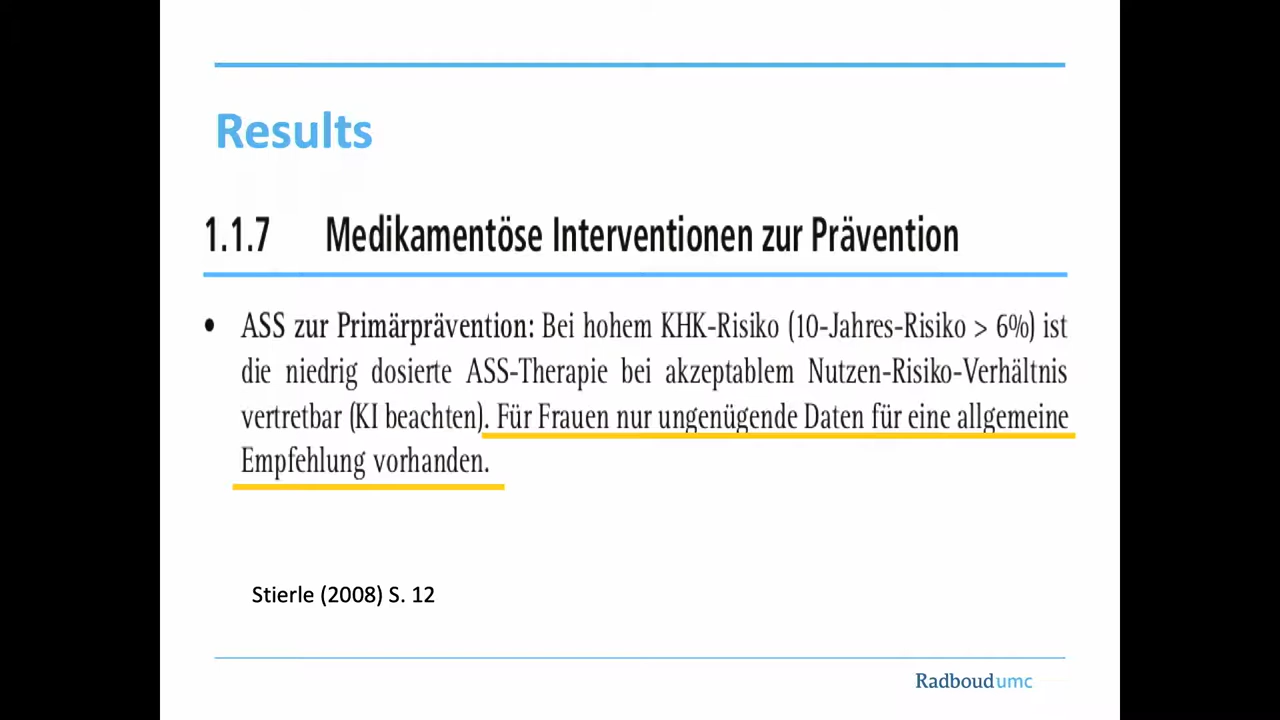 Results
1.1.7 Medikamentöse Interventionen zur Prävention
• ASS zur Primärprävention: Bei hohem KHK-Risiko (10-Jahres-Risiko > 6%) ist
die niedrig dosierte ASS-Therapie bei akzeptablem Nutzen-Risiko-Verhältnis
vertretbar (KI beachten). Für Frauen nur ungenügende Daten für eine allgemeine
Empfehlung vorhanden.
Stierle (2008) S. 12
Radboudumc